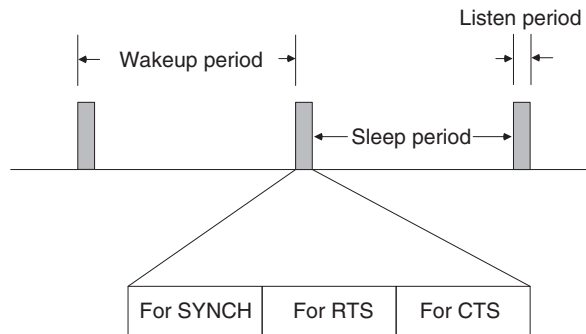 Listen period
Wakeup period
Sleep period
For SYNCH
For RTS
For CTS